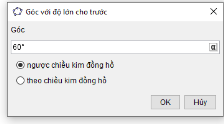 Góc với độ lớn cho trước
Góc
60°
α
ngược chiều kim đồng hồ
theo chiều kim đồng hồ
OK
Hủy